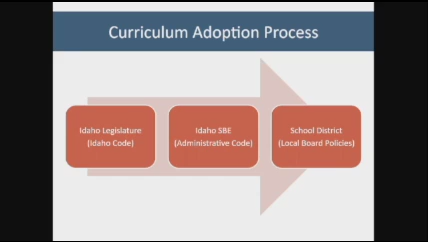 Curriculum Adoption Process
Idaho Legislature
(Idaho Code)
Idaho SBE
(Administrative Code)
School District
(Local Board Policies)